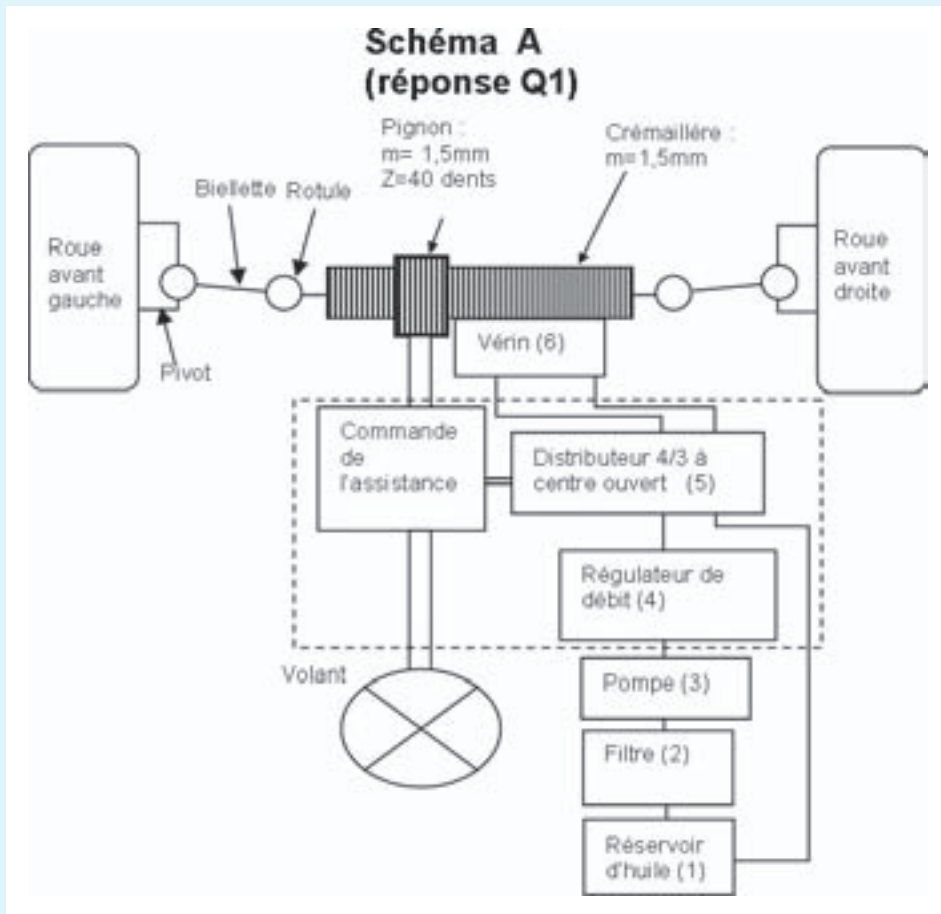 Schéma A
(réponse Q1)
Pignon :
m= 1,5mm
Z=40 dents
Crémaillére :
m=1,5mm
Biellette
Rotule
Roue
avant
gauche
Roue
avant
droite
Pivot
Vérin (6)
Commande
de
l'assistance
Distributeur 4/3 à
centre ouvert (5)
Régulateur de
débit (4)
Volant
Pompe (3)
Filtre (2)
Réservoir
d'huile (1)